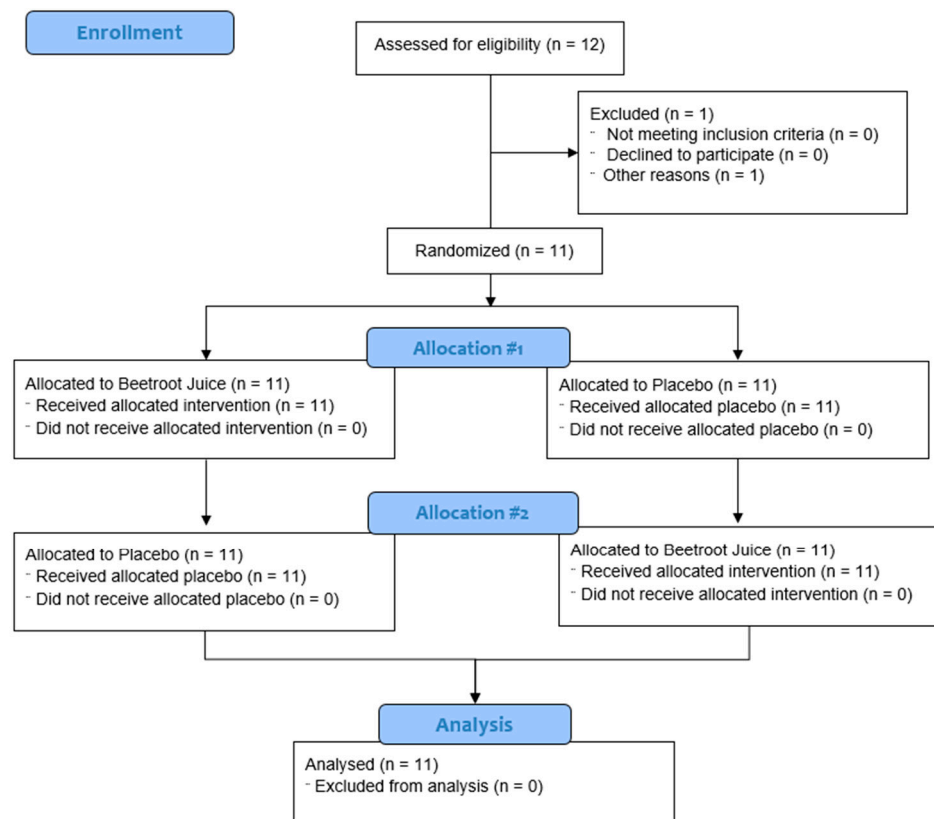 Enrollment
Assessed for eligibility (n = 12)
Excluded (n = 1)
¨ Not meeting inclusion criteria (n = 0)
¨ Declined to participate (n = 0)
¨ Other reasons (n = 1)
Randomized (n = 11)
Allocation #1
Allocated to Beetroot Juice (n = 11)
¨ Received allocated intervention (n = 11)
¨ Did not receive allocated intervention (n = 0)
Allocated to Placebo (n = 11)
¨ Received allocated placebo (n = 11)
¨ Did not receive allocated placebo (n = 0)
Allocation #2
Allocated to Placebo (n = 11)
¨ Received allocated placebo (n = 11)
¨ Did not receive allocated placebo (n = 0)
Allocated to Beetroot Juice (n = 11)
¨ Received allocated intervention (n = 11)
¨ Did not receive allocated intervention (n = 0)
Analysis
Analysed (n = 11)
¨ Excluded from analysis (n = 0)